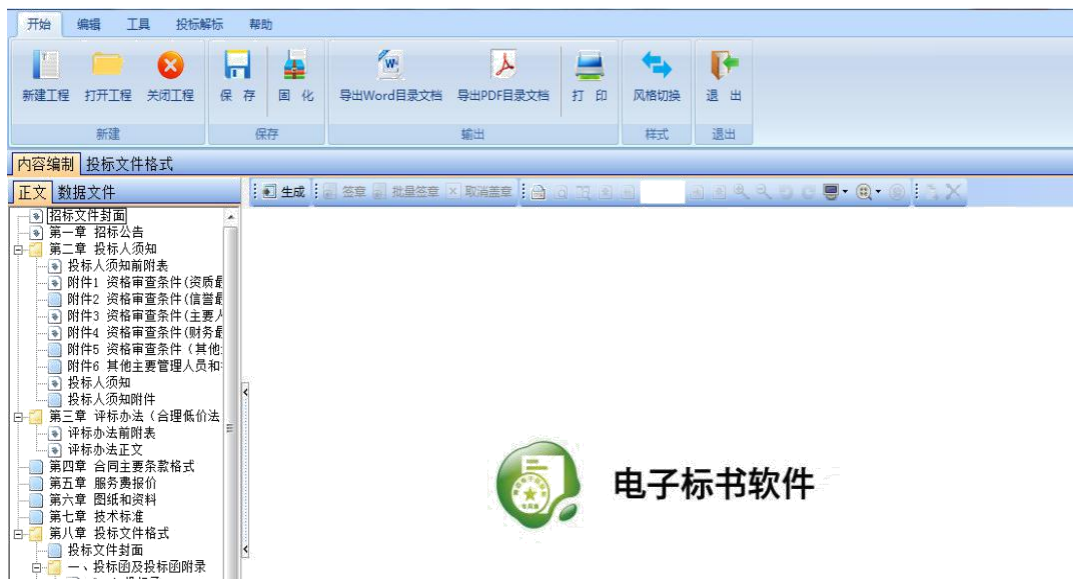 开始 编辑 工具 投标解标 帮助
新建工程 打开工程 关闭工程 保 存 固 化 导出Word目录文档 导出PDF目录文档 打 印 风格切换 退 出
新建 保存 输出 样式 退出
内容编制 投标文件格式
正文 数据文件 生成 签章 批量签章 取消盖章
招标文件封面
第一章 招标公告
第二章 投标人须知
投标人须知前附表
附件1 资格审查条件(资质最
附件2 资格审查条件(信誉最
附件3 资格审查条件(主要人
附件4 资格审查条件(财务最
附件5 资格审查条件（其他
附件6 其他主要管理人员和
投标人须知
投标人须知附件
第三章 评标办法（合理低价法
评标办法前附表
评标办法正文
第四章 合同主要条款格式
第五章 服务费报价
第六章 图纸和资料
第七章 技术标准
第八章 投标文件格式
投标文件封面
一、投标函及投标函附录
电子标书软件